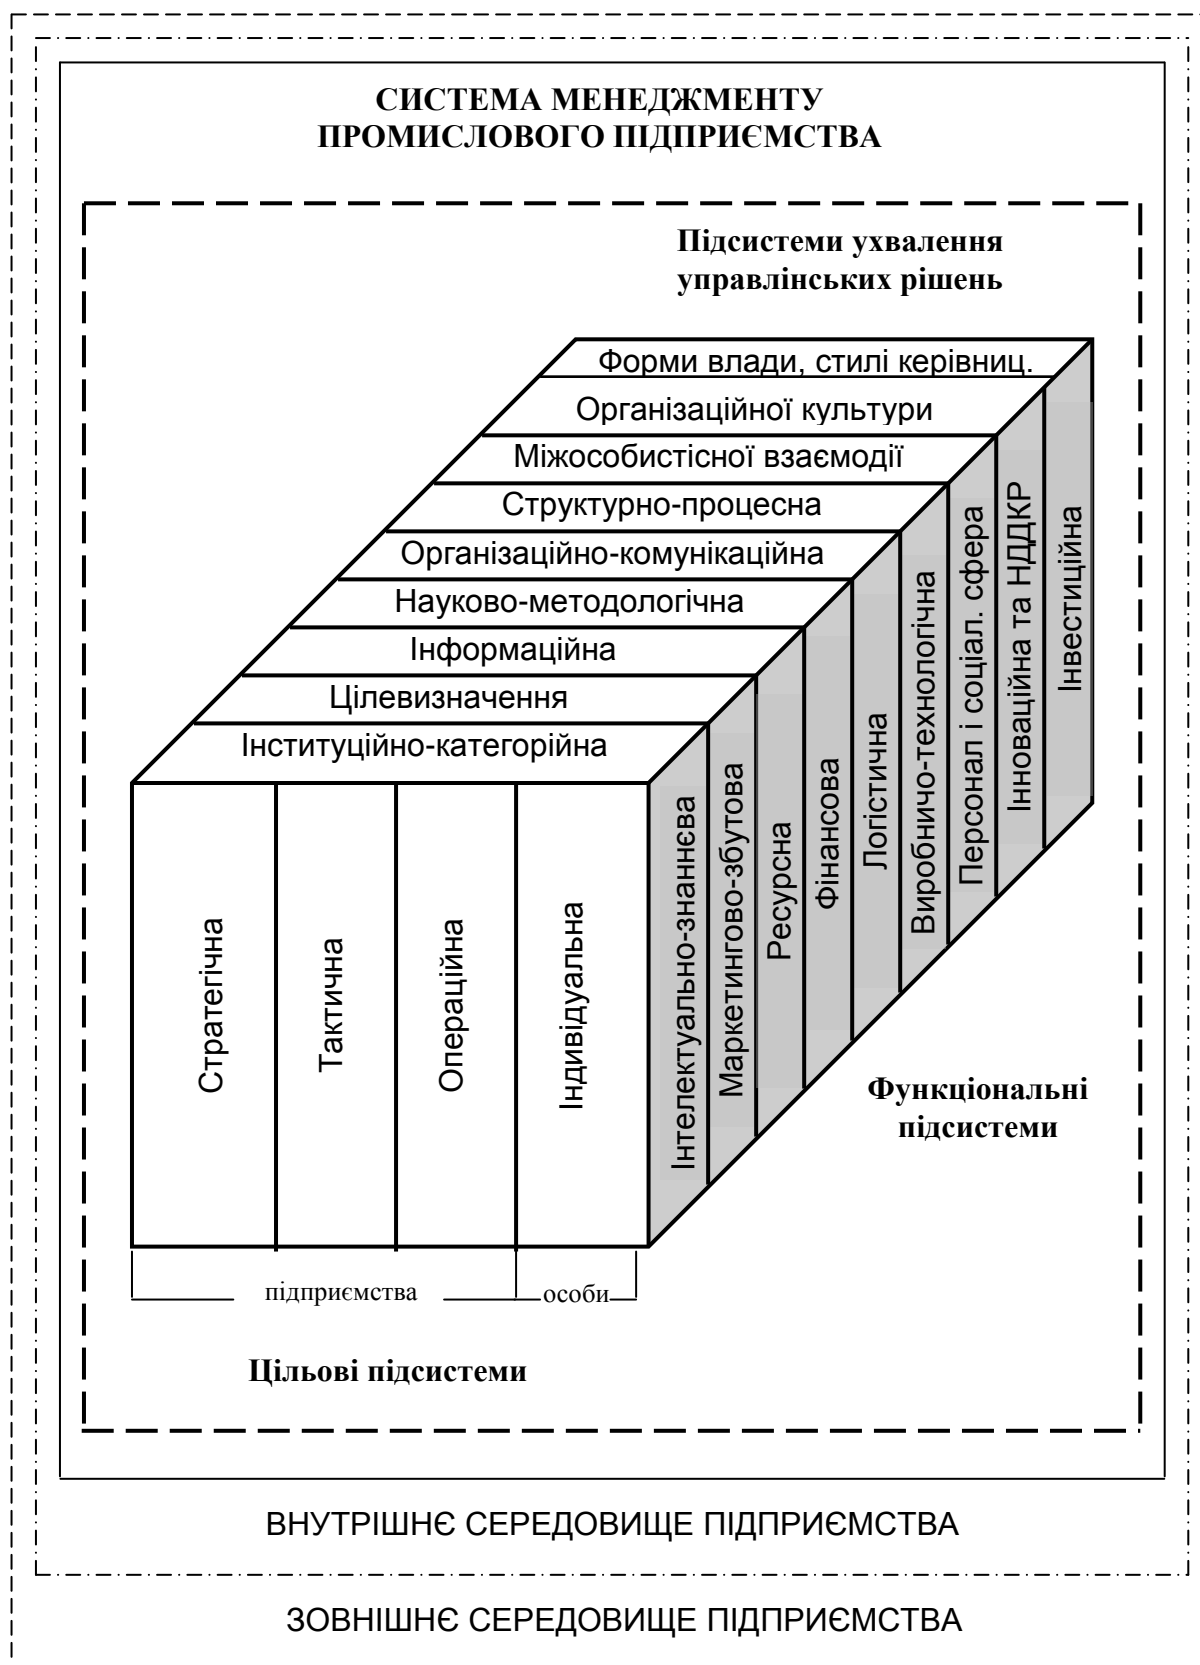 СИСТЕМА МЕНЕДЖМЕНТУ
ПРОМИСЛОВОГО ПІДПРИЄМСТВА
Підсистеми ухвалення
управлінських рішень
Форми влади, стилі керівниц.
Організаційної культури
Міжособистісної взаємодії
Структурно-процесна
Організаційно-комунікаційна
Науково-методологічна
Інформаційна
Цілевизначення
Інституційно-категорійна
Стратегічна
Тактична
Операційна
Індивідуальна
Інтелектуально-знаннєва
Маркетингово-збутова
Ресурсна
Фінансова
Логістична
Виробничо-технологічна
Персонал і соціал. сфера
Інноваційна та НДДКР
Інвестиційна
Функціональні
підсистеми
підприємства
особи
Цільові підсистеми
ВНУТРІШНЄ СЕРЕДОВИЩЕ ПІДПРИЄМСТВА
ЗОВНІШНЄ СЕРЕДОВИЩЕ ПІДПРИЄМСТВА